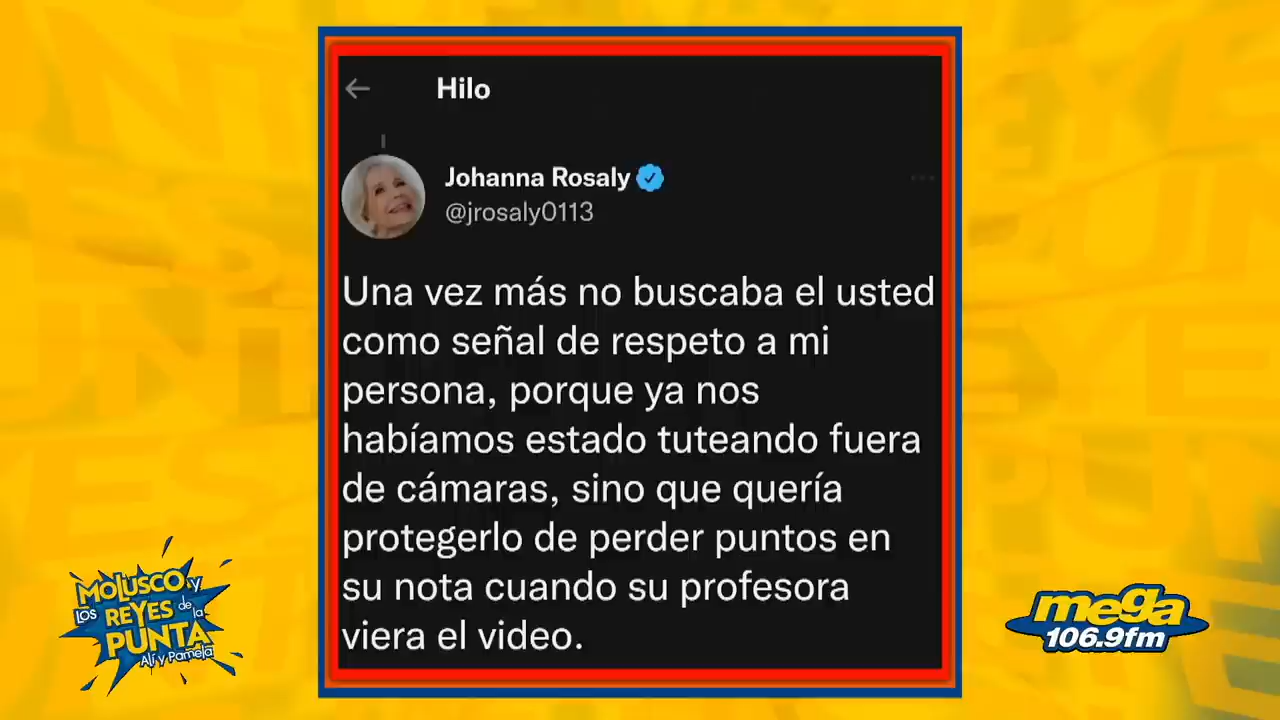 Hilo
Johanna Rosaly
@jrosaly0113
Una vez más no buscaba el usted
como señal de respeto a mi
persona, porque ya nos
habíamos estado tuteando fuera
de cámaras, sino que quería
protegerlo de perder puntos en
su nota cuando su profesora
viera el video.
MOLUSCO y
LOS REYES de la
PUNTA
Alí y Pamela
mega
106.9fm